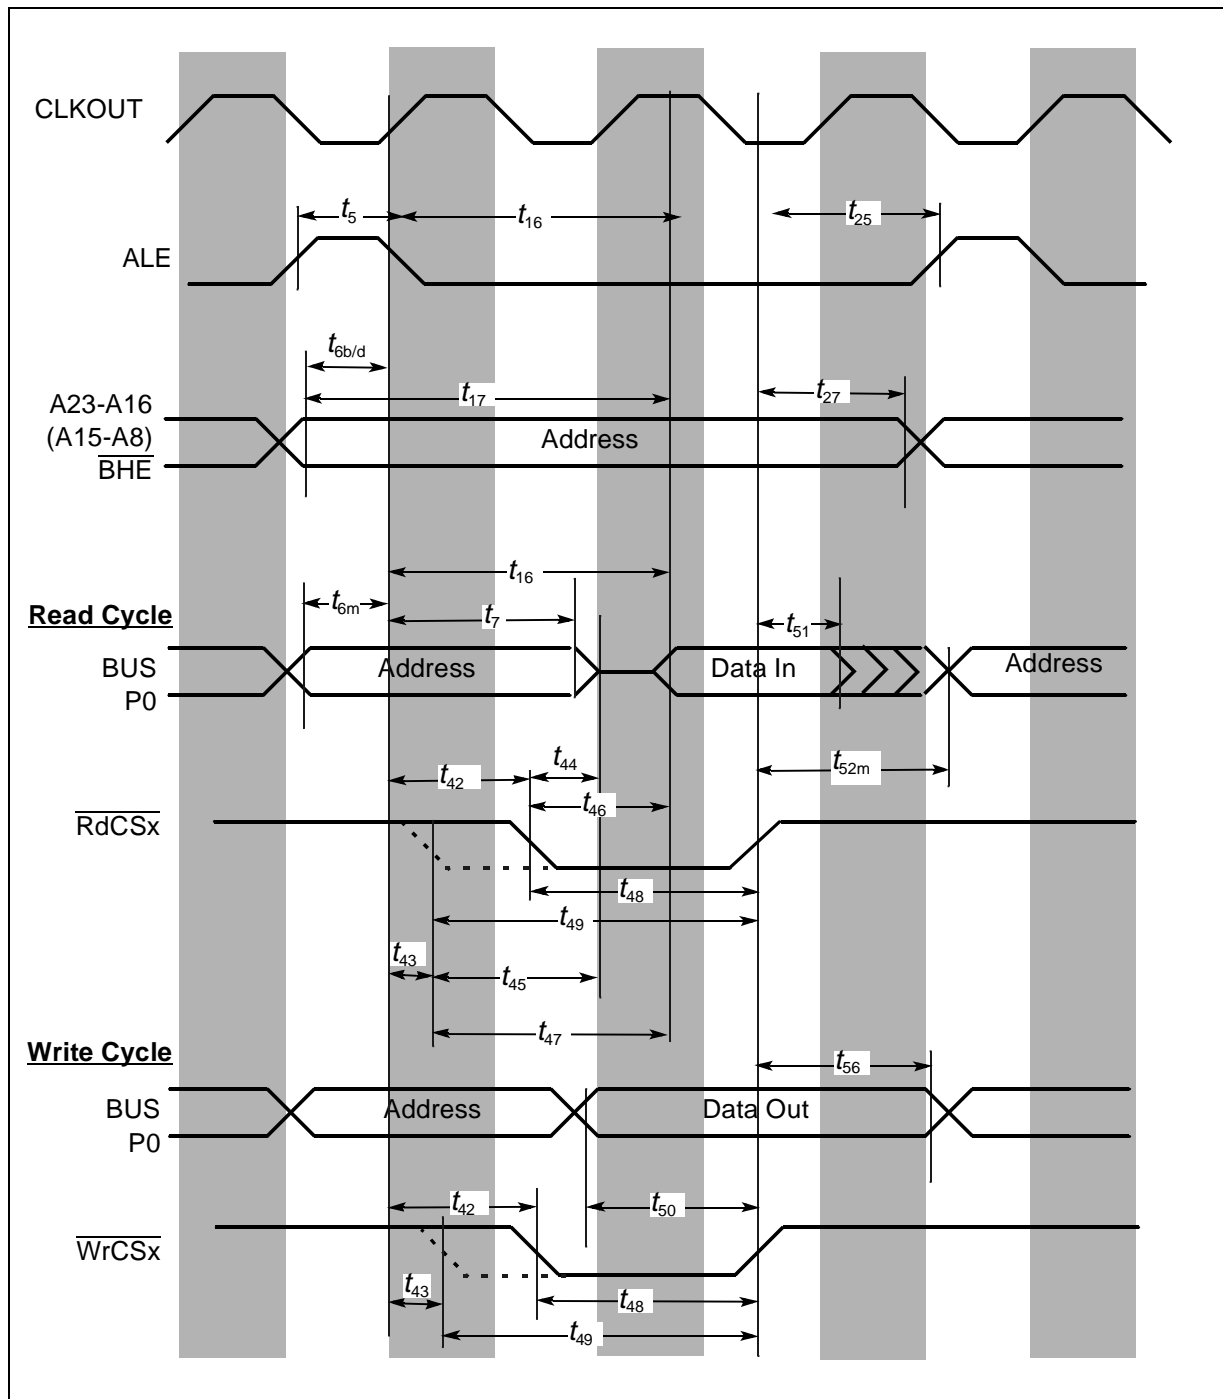 CLKOUT
t5
t16
t25
ALE
t6b/d
t17
t27
A23-A16
(A15-A8)
BHE
Address
t16
t6m
t7
t51
Read Cycle
BUS
P0
Address
Data In
Address
t44
t42
t52m
t46
RdCSx
t48
t49
t43
t45
t47
Write Cycle
t56
BUS
P0
Address
Data Out
t42
t50
WrCSx
t43
t48
t49